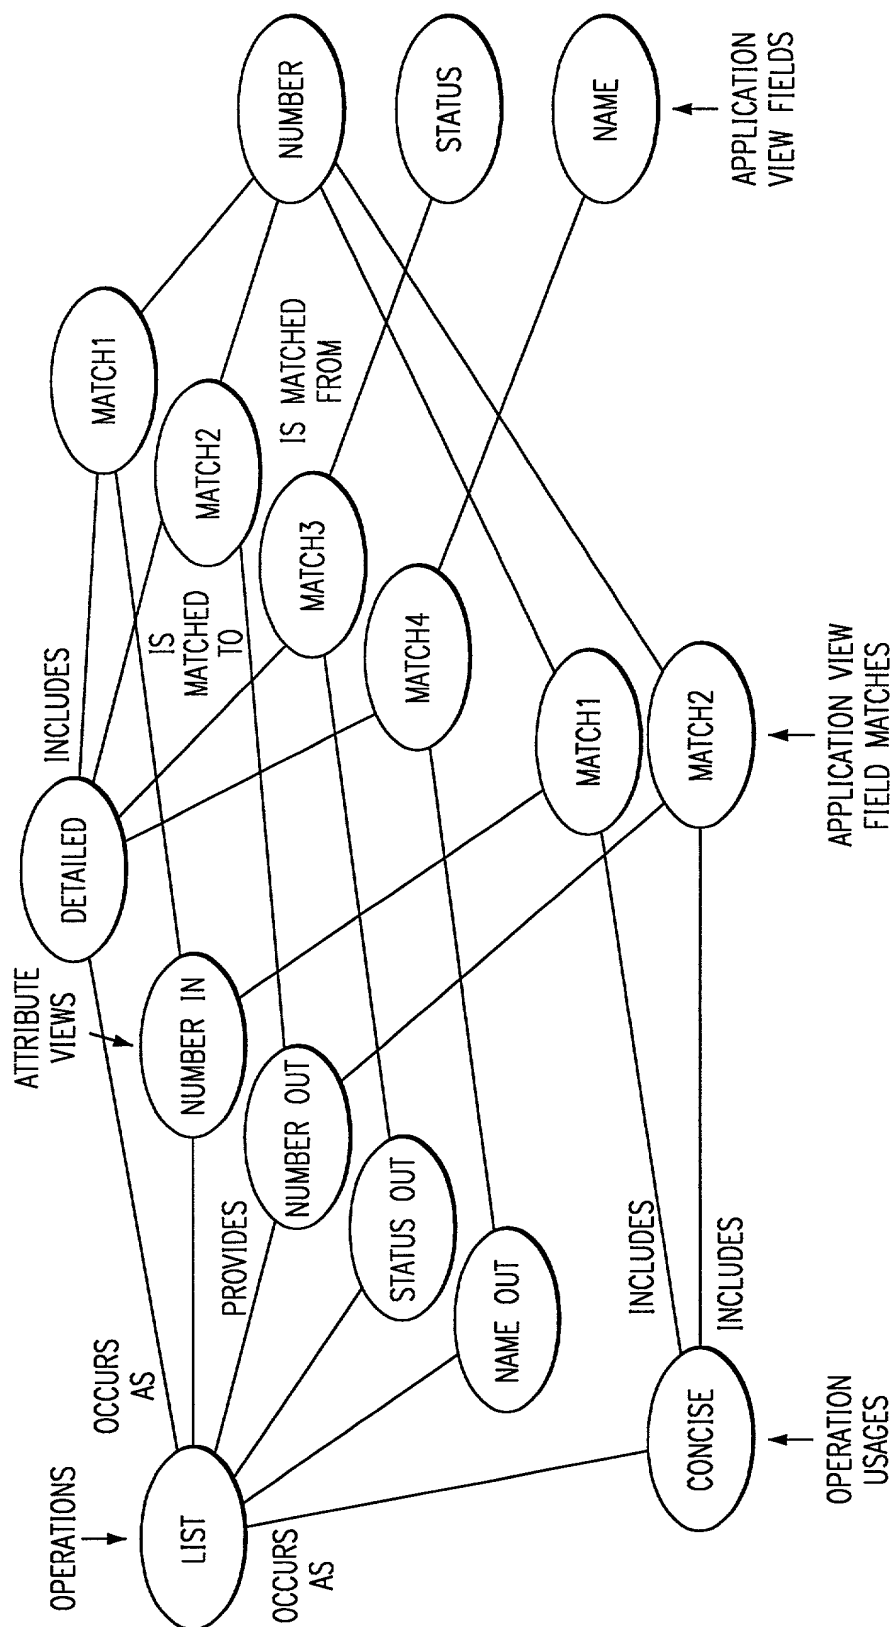 OPERATIONS
LIST
OCCURS
AS
OCCURS
AS
ATTRIBUTE
VIEWS
DETAILED
INCLUDES
NUMBER IN
PROVIDES
NUMBER OUT
STATUS OUT
NAME OUT
IS
MATCHED
TO
MATCH1
MATCH2
MATCH3
MATCH4
IS MATCHED
FROM
NUMBER
STATUS
NAME
APPLICATION
VIEW FIELDS
MATCH1
MATCH2
APPLICATION VIEW
FIELD MATCHES
INCLUDES
INCLUDES
CONCISE
OPERATION
USAGES